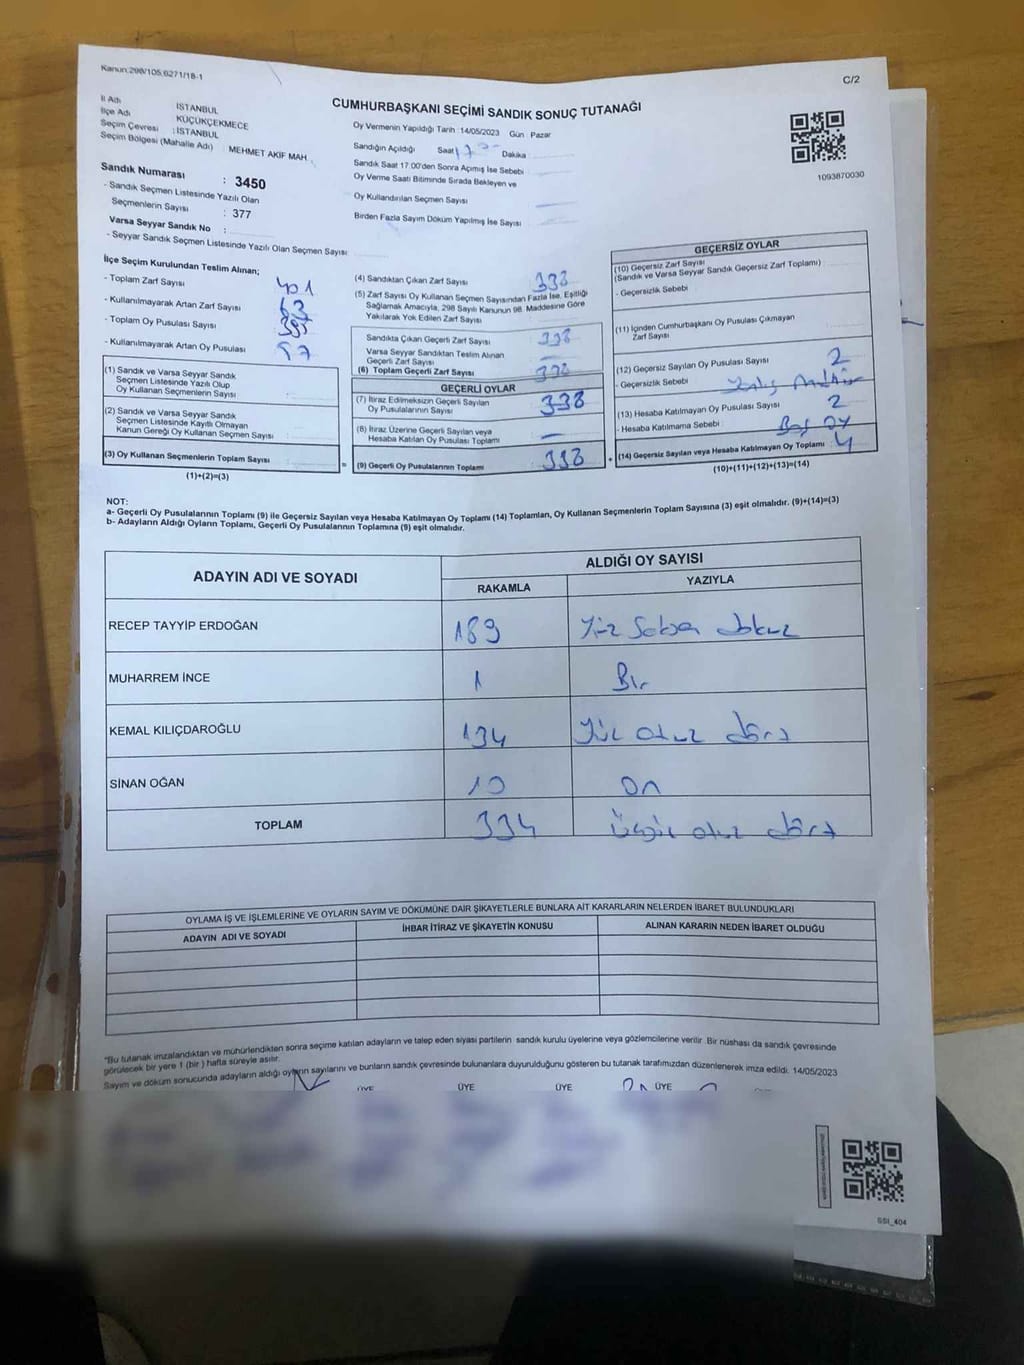 Kanun:298/105,6271/18-1
C/2
CUMHURBAŞKANI SEÇİMİ SANDIK SONUÇ TUTANAĞI
İl Adı İSTANBUL
İlçe Adı KÜÇÜKÇEKMECE
Seçim Çevresi : İSTANBUL
Seçim Bölgesi (Mahalle Adı) MEHMET AKİF MAH.
Sandık Numarası : 3450
- Sandık Seçmen Listesinde Yazılı Olan
Seçmenlerin Sayısı : 377
Varsa Seyyar Sandık No :
- Seyyar Sandık Seçmen Listesinde Yazılı Olan Seçmen Sayısı
Oy Vermenin Yapıldığı Tarih :14/05/2023 Gün : Pazar
Sandığın Açıldığı Saat 17 Dakika
Sandık Saat 17:00'den Sonra Açımış İse Sebebi
Oy Verme Saati Bitiminde Sırada Bekleyen ve
Oy Kullandırılan Seçmen Sayısı
Birden Fazla Sayım Döküm Yapılmış İse Sayısı
1093870030
İlçe Seçim Kurulundan Teslim Alınan;
- Toplam Zarf Sayısı 401
- Kullanılmayarak Artan Zarf Sayısı 63
- Toplam Oy Pusulası Sayısı
- Kullanılmayarak Artan Oy Pusulası 57
(1) Sandık ve Varsa Seyyar Sandık
Seçmen Listesinde Yazılı Olup
Oy Kullanan Seçmenlerin Sayısı :
(2) Sandık ve Varsa Seyyar Sandık
Seçmen Listesinde Kayıtlı Olmayan
Kanun Gereği Oy Kullanan Seçmen Sayısı :
(3) Oy Kullanan Seçmenlerin Toplam Sayısı
(1)+(2)=(3)
(4) Sandıktan Çıkan Zarf Sayısı 338
(5) Zarf Sayısı Oy Kullanan Seçmen Sayısından Fazla İse, Eşitliği
Sağlamak Amacıyla, 298 Sayılı Kanunun 98. Maddesine Göre
Yakılarak Yok Edilen Zarf Sayısı
Sandıkta Çıkan Geçerli Zarf Sayısı 338
Varsa Seyyar Sandıktan Teslim Alınan
Geçerli Zarf Sayısı
(6) Toplam Geçerli Zarf Sayısı 338
GEÇERLİ OYLAR
(7) İtiraz Edilmeksizin Geçerli Sayılan
Oy Pusulalarının Sayısı 338
(8) İtiraz Üzerine Geçerli Sayılan veya
Hesaba Katılan Oy Pusulası Toplamı —
= (9) Geçerli Oy Pusulalarının Toplamı 338 +
GEÇERSİZ OYLAR
(10) Geçersiz Zarf Sayısı
(Sandık ve Varsa Seyyar Sandık Geçersiz Zarf Toplamı)
- Geçersizlik Sebebi
(11) İçinden Cumhurbaşkanı Oy Pusulası Çıkmayan
Zarf Sayısı
(12) Geçersiz Sayılan Oy Pusulası Sayısı 2
- Geçersizlik Sebebi
(13) Hesaba Katılmayan Oy Pusulası Sayısı 2
- Hesaba Katılmama Sebebi : Boş oy
(14) Geçersiz Sayılan veya Hesaba Katılmayan Oy Toplamı : 4
(10)+(11)+(12)+(13)=(14)
NOT:
a- Geçerli Oy Pusulalarının Toplamı (9) ile Geçersiz Sayılan veya Hesaba Katılmayan Oy Toplamı (14) Toplamları, Oy Kullanan Seçmenlerin Toplam Sayısına (3) eşit olmalıdır. (9)+(14)=(3)
b- Adayların Aldığı Oyların Toplamı, Geçerli Oy Pusulalarının Toplamına (9) eşit olmalıdır.
ADAYIN ADI VE SOYADI ALDIĞI OY SAYISI
RAKAMLA YAZIYLA
RECEP TAYYİP ERDOĞAN 189 Yüz Seksen dokuz
MUHARREM İNCE 1 Bir
KEMAL KILIÇDAROĞLU 134 Yüz otuz dört
SİNAN OĞAN 10 On
TOPLAM 334 Üçyüz otuz dört
OYLAMA İŞ VE İŞLEMLERİNE VE OYLARIN SAYIM VE DÖKÜMÜNE DAİR ŞİKAYETLERLE BUNLARA AİT KARARLARIN NELERDEN İBARET BULUNDUKLARI
ADAYIN ADI VE SOYADI İHBAR İTİRAZ VE ŞİKAYETİN KONUSU ALINAN KARARIN NEDEN İBARET OLDUĞU
"Bu tutanak imzalandıktan ve mühürlendikten sonra seçime katılan adayların ve talep eden siyasi partilerin sandık kurulu üyelerine veya gözlemcilerine verilir. Bir nüshası da sandık çevresinde
görülecek bir yere 1 (bir ) hafta süreyle asılır.
Sayım ve döküm sonucunda adayların aldığı oyların sayılarını ve bunların sandık çevresinde bulunanlara duyurulduğunu gösteren bu tutanak tarafımızdan düzenlenerek imza edildi. 14/05/2023
ÜYE ÜYE ÜYE ÜYE
SSI_404